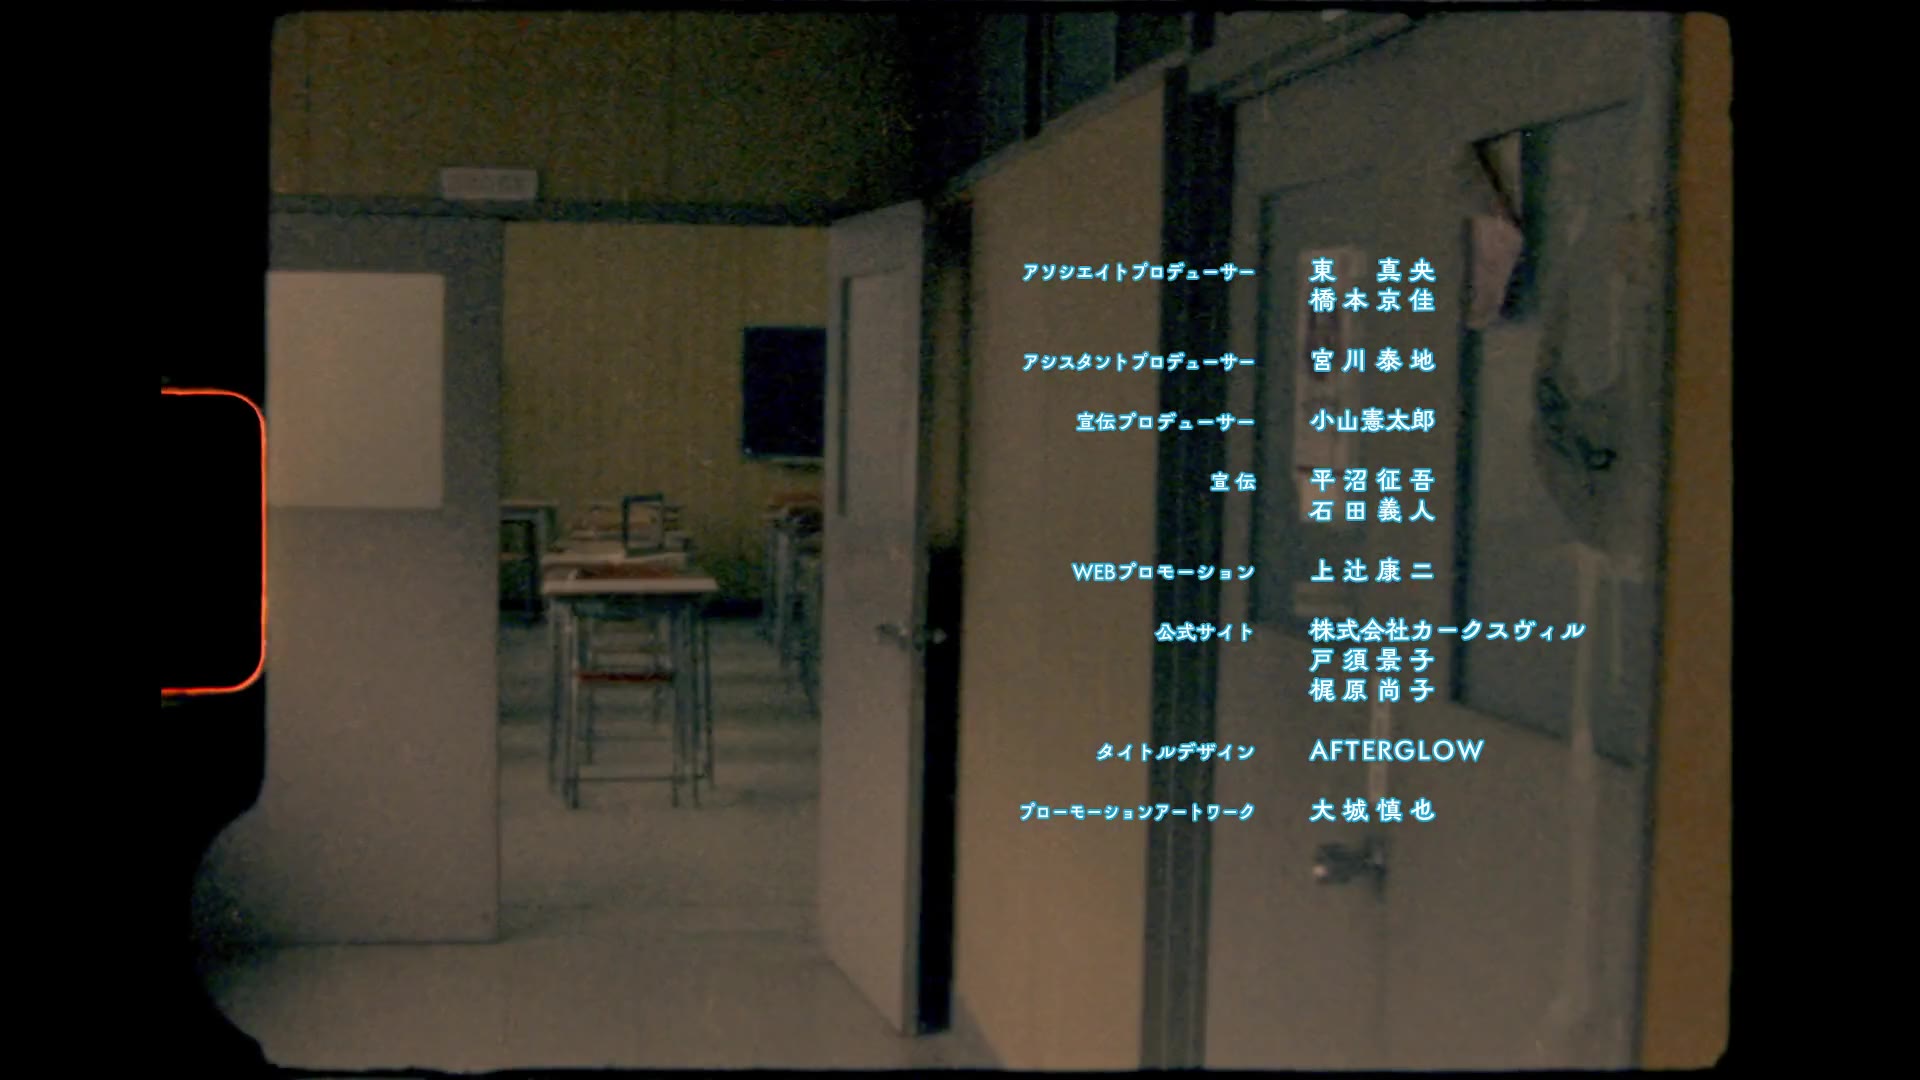 アソシエイトプロデューサー 東 真央
橋本京佳
アシスタントプロデューサー 宮川泰地
宣伝プロデューサー 小山憲太郎
宣伝 平沼征吾
石田義人
WEBプロモーション 上辻康二
公式サイト 株式会社カークスヴィル
戸須景子
梶原尚子
タイトルデザイン AFTERGLOW
プローモーションアートワーク 大城慎也